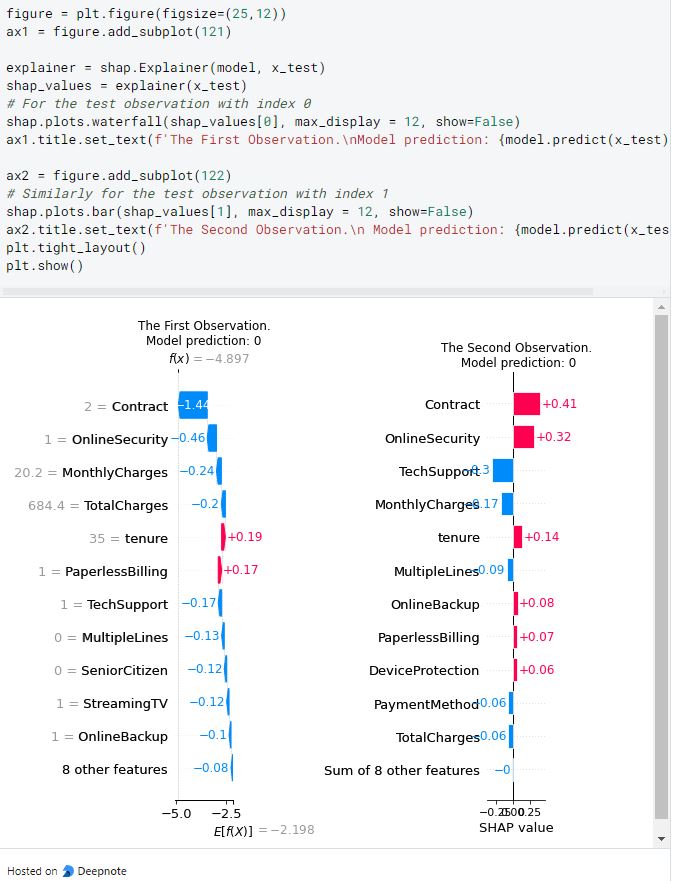 figure = plt.figure(figsize=(25,12))
ax1 = figure.add_subplot(121)
explainer = shap.Explainer(model, x_test)
shap_values = explainer(x_test)
# For the test observation with index 0
shap.plots.waterfall(shap_values[0], max_display = 12, show=False)
ax1.title.set_text(f'The First Observation.\nModel prediction: {model.predict(x_test)
ax2 = figure.add_subplot(122)
# Similarly for the test observation with index 1
shap.plots.bar(shap_values[1], max_display = 12, show=False)
ax2.title.set_text(f'The Second Observation.\n Model prediction: {model.predict(x_tes
plt.tight_layout()
plt.show()
The First Observation.
Model prediction: 0
f(x) = −4.897
2 = Contract −1.44
1 = OnlineSecurity −0.46
20.2 = MonthlyCharges −0.24
684.4 = TotalCharges −0.2
35 = tenure +0.19
1 = PaperlessBilling +0.17
1 = TechSupport −0.17
0 = MultipleLines −0.13
0 = SeniorCitizen −0.12
1 = StreamingTV −0.12
1 = OnlineBackup −0.1
8 other features −0.08
−5.0 −2.5
E[f(X)] = −2.198
The Second Observation.
Model prediction: 0
Contract +0.41
OnlineSecurity +0.32
TechSupport −0.3
MonthlyCharges −0.17
tenure +0.14
MultipleLines −0.09
OnlineBackup +0.08
PaperlessBilling +0.07
DeviceProtection +0.06
PaymentMethod −0.06
TotalCharges −0.06
Sum of 8 other features −0
−0.25 0.00 0.25
SHAP value
Hosted on Deepnote